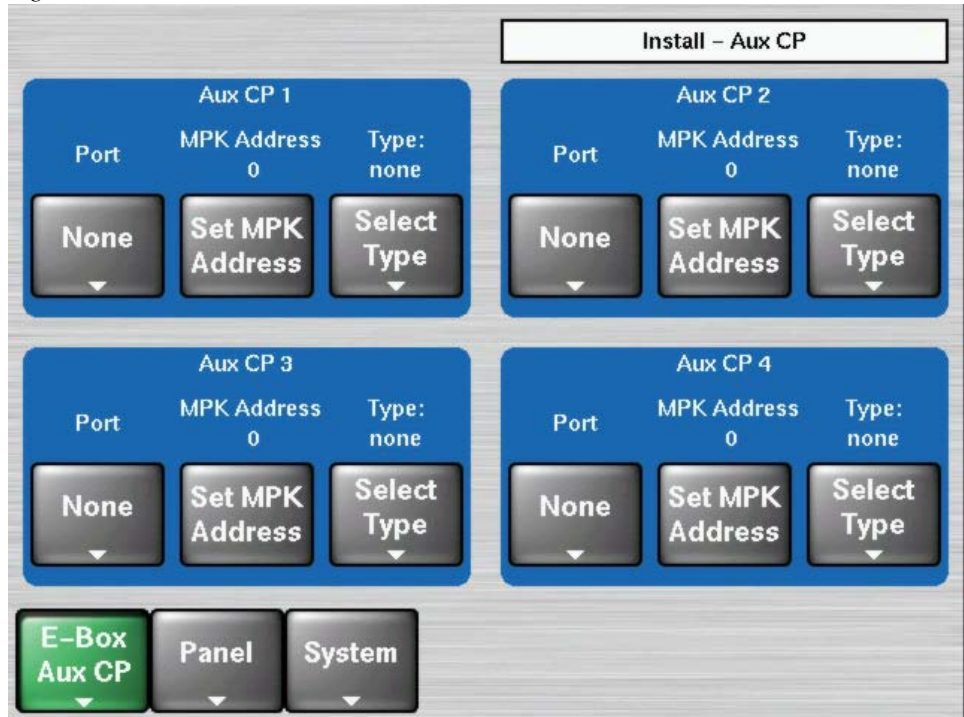 Install – Aux CP
Aux CP 1
Port
MPK Address
0
Type:
none
None
Set MPK
Address
Select
Type
Aux CP 2
Port
MPK Address
0
Type:
none
None
Set MPK
Address
Select
Type
Aux CP 3
Port
MPK Address
0
Type:
none
None
Set MPK
Address
Select
Type
Aux CP 4
Port
MPK Address
0
Type:
none
None
Set MPK
Address
Select
Type
E–Box
Aux CP
Panel
System